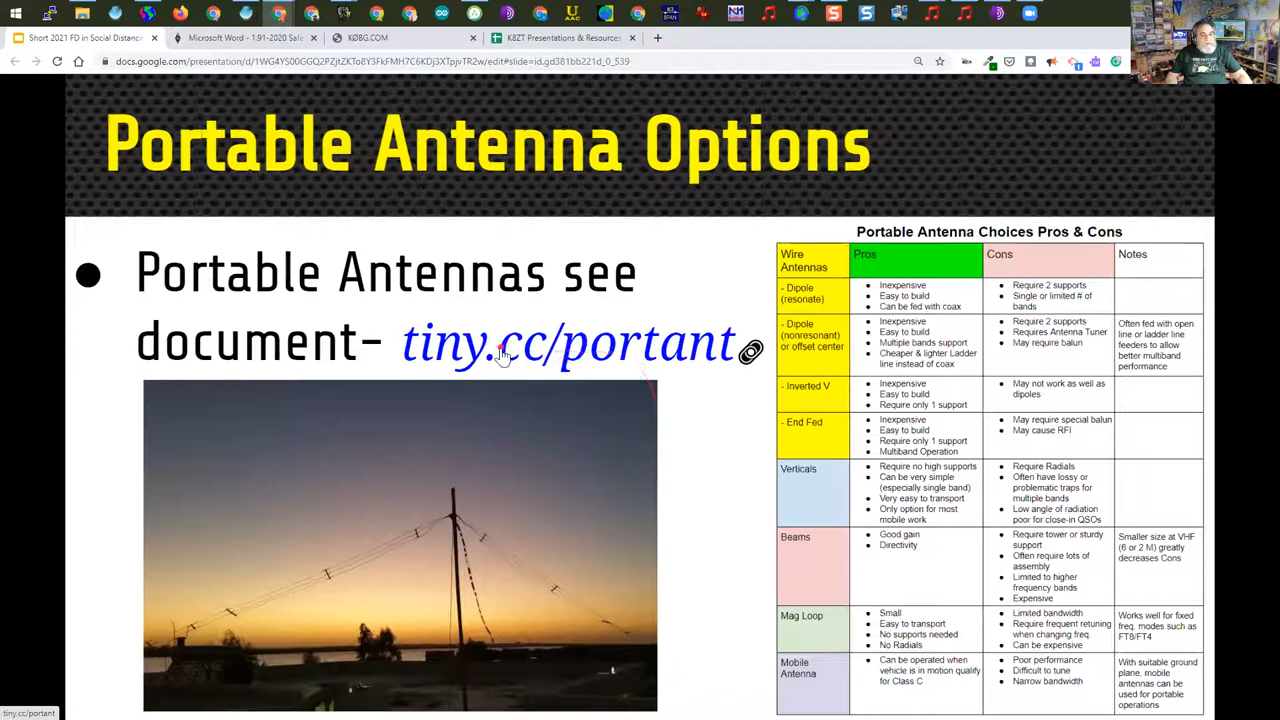 Short 2021 FD in Social Distanc
Microsoft Word - 1.91-2020 Sale
KØBG.COM
K8ZT Presentations & Resources
docs.google.com/presentation/d/
Portable Antenna Options
● Portable Antennas see
document- tiny.cc/portant
Portable Antenna Choices Pros & Cons
Wire
Antennas
Pros
Cons
Notes
- Dipole
(resonate)
● Inexpensive
● Easy to build
● Can be fed with coax
● Require 2 supports
● Single or limited # of
bands
- Dipole
(nonresonant)
or offset center
● Inexpensive
● Easy to build
● Multiple bands support
● Cheaper & lighter Ladder
line instead of coax
● Require 2 supports
● Requires Antenna Tuner
● May require balun
Often fed with open
line or ladder line
feeders to allow
better multiband
performance
- Inverted V
● Inexpensive
● Easy to build
● Require only 1 support
● May not work as well as
dipoles
- End Fed
● Inexpensive
● Easy to build
● Require only 1 support
● Multiband Operation
● May require special balun
● May cause RFI
Verticals
● Require no high supports
● Can be very simple
(especially single band)
● Very easy to transport
● Only option for most
mobile work
● Require Radials
● Often have lossy or
problematic traps for
multiple bands
● Low angle of radiation
poor for close-in QSOs
Beams
● Good gain
● Directivity
● Require tower or sturdy
support
● Often require lots of
assembly
● Limited to higher
frequency bands
● Expensive
Smaller size at VHF
(6 or 2 M) greatly
decreases Cons
Mag Loop
● Small
● Easy to transport
● No supports needed
● No Radials
● Limited bandwidth
● Require frequent retuning
when changing freq.
● Can be expensive
Works well for fixed
freq. modes such as
FT8/FT4
Mobile
Antenna
● Can be operated when
vehicle is in motion qualify
for Class C
● Poor performance
● Difficult to tune
● Narrow bandwidth
With suitable ground
plane, mobile
antennas can be
used for portable
operations
tiny.cc/portant